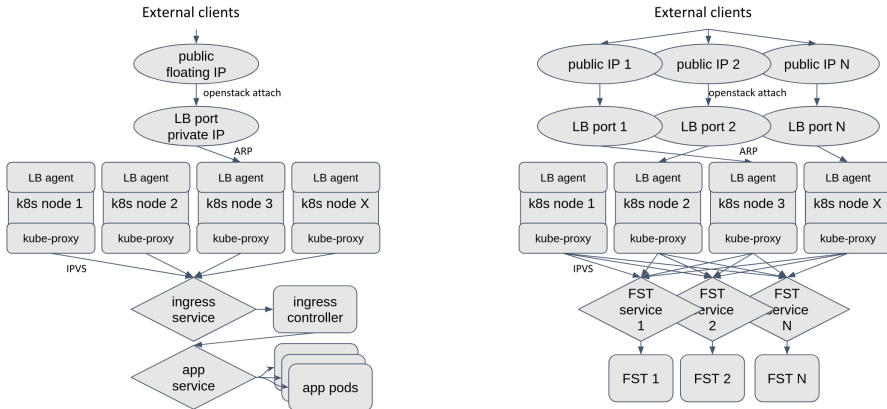 External clients
public
floating IP
openstack attach
LB port
private IP
ARP
LB agent
LB agent
LB agent
LB agent
k8s node 1
k8s node 2
k8s node 3
k8s node X
kube-proxy
kube-proxy
kube-proxy
kube-proxy
IPVS
ingress
service
ingress
controller
app
service
app pods
External clients
public IP 1
public IP 2
public IP N
openstack attach
LB port 1
LB port 2
LB port N
ARP
LB agent
LB agent
LB agent
LB agent
k8s node 1
k8s node 2
k8s node 3
k8s node X
kube-proxy
kube-proxy
kube-proxy
kube-proxy
IPVS
FST
service
1
FST
service
2
FST
service
N
FST 1
FST 2
FST N